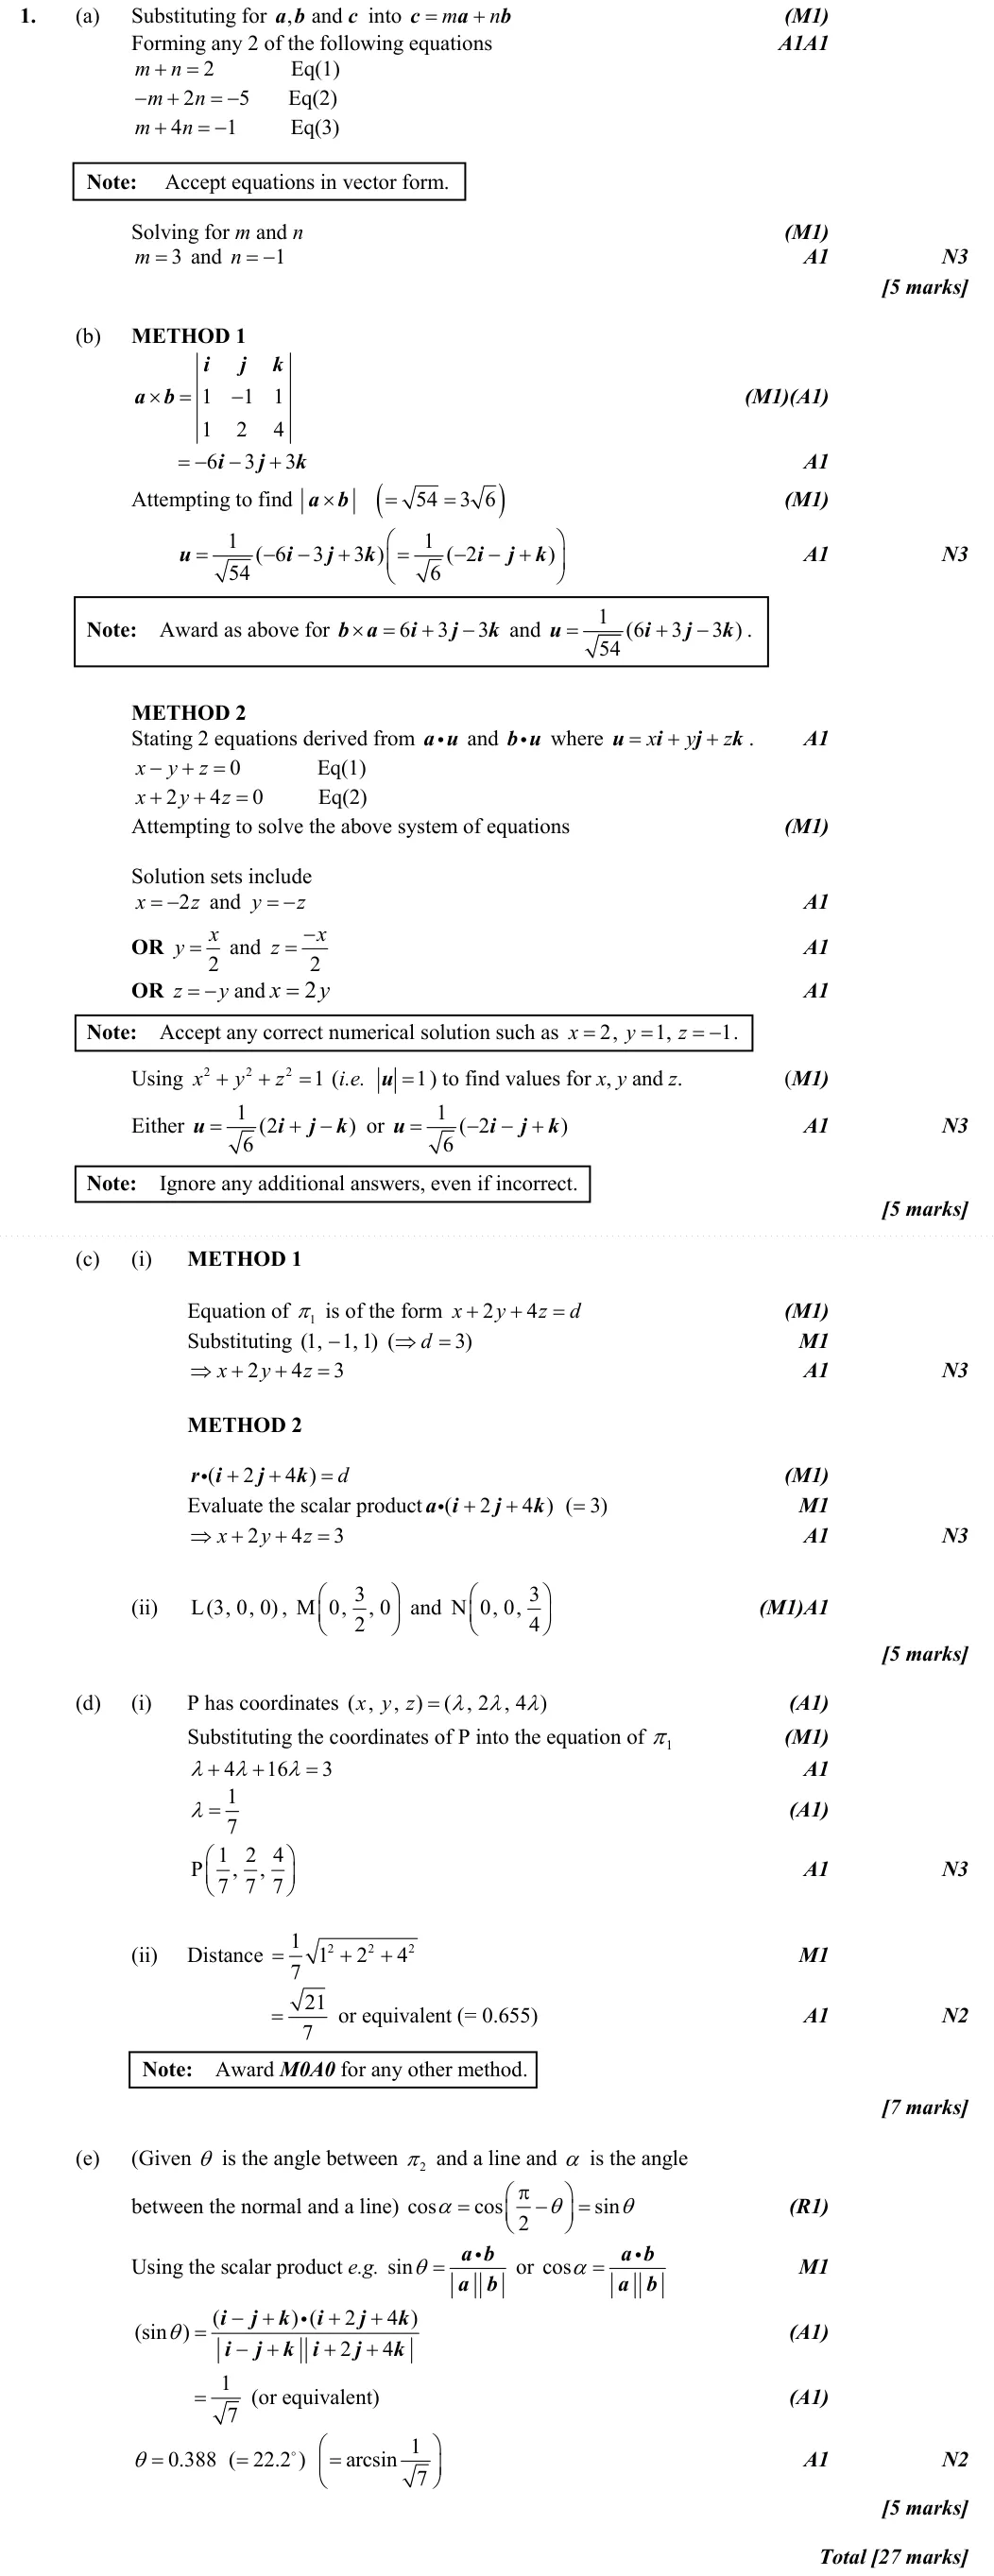 1. (a) Substituting for a, b and c into c = ma + nb (M1)
Forming any 2 of the following equations A1A1
m + n = 2 Eq(1)
−m + 2n = −5 Eq(2)
m + 4n = −1 Eq(3)
Note: Accept equations in vector form.
Solving for m and n (M1)
m = 3 and n = −1 A1 N3
[5 marks]
(b) METHOD 1
a × b = | i j k |
| 1 −1 1 | (M1)(A1)
| 1 2 4 |
= −6i − 3j + 3k A1
Attempting to find |a × b| (= √54 = 3√6) (M1)
u = 1/√54 (−6i − 3j + 3k) (= 1/√6 (−2i − j + k)) A1 N3
Note: Award as above for b × a = 6i + 3j − 3k and u = 1/√54 (6i + 3j − 3k).
METHOD 2
Stating 2 equations derived from a•u and b•u where u = xi + yj + zk. A1
x − y + z = 0 Eq(1)
x + 2y + 4z = 0 Eq(2)
Attempting to solve the above system of equations (M1)
Solution sets include
x = −2z and y = −z A1
OR y = x/2 and z = −x/2 A1
OR z = −y and x = 2y A1
Note: Accept any correct numerical solution such as x = 2, y = 1, z = −1.
Using x² + y² + z² = 1 (i.e. |u| = 1) to find values for x, y and z. (M1)
Either u = 1/√6 (2i + j − k) or u = 1/√6 (−2i − j + k) A1 N3
Note: Ignore any additional answers, even if incorrect.
[5 marks]
(c) (i) METHOD 1
Equation of π₁ is of the form x + 2y + 4z = d (M1)
Substituting (1, −1, 1) (⇒ d = 3) M1
⇒ x + 2y + 4z = 3 A1 N3
METHOD 2
r•(i + 2j + 4k) = d (M1)
Evaluate the scalar product a•(i + 2j + 4k) (= 3) M1
⇒ x + 2y + 4z = 3 A1 N3
(ii) L(3, 0, 0), M(0, 3/2, 0) and N(0, 0, 3/4) (M1)A1
[5 marks]
(d) (i) P has coordinates (x, y, z) = (λ, 2λ, 4λ) (A1)
Substituting the coordinates of P into the equation of π₁ (M1)
λ + 4λ + 16λ = 3 A1
λ = 1/7 (A1)
P(1/7, 2/7, 4/7) A1 N3
(ii) Distance = 1/7 √(1² + 2² + 4²) M1
= √21/7 or equivalent (= 0.655) A1 N2
Note: Award M0A0 for any other method.
[7 marks]
(e) (Given θ is the angle between π₂ and a line and α is the angle
between the normal and a line) cos α = cos(π/2 − θ) = sin θ (R1)
Using the scalar product e.g. sin θ = a•b/|a||b| or cos α = a•b/|a||b| M1
(sin θ) = (i − j + k)•(i + 2j + 4k)/|i − j + k||i + 2j + 4k| (A1)
= 1/√7 (or equivalent) (A1)
θ = 0.388 (= 22.2°) (= arcsin 1/√7) A1 N2
[5 marks]
Total [27 marks]